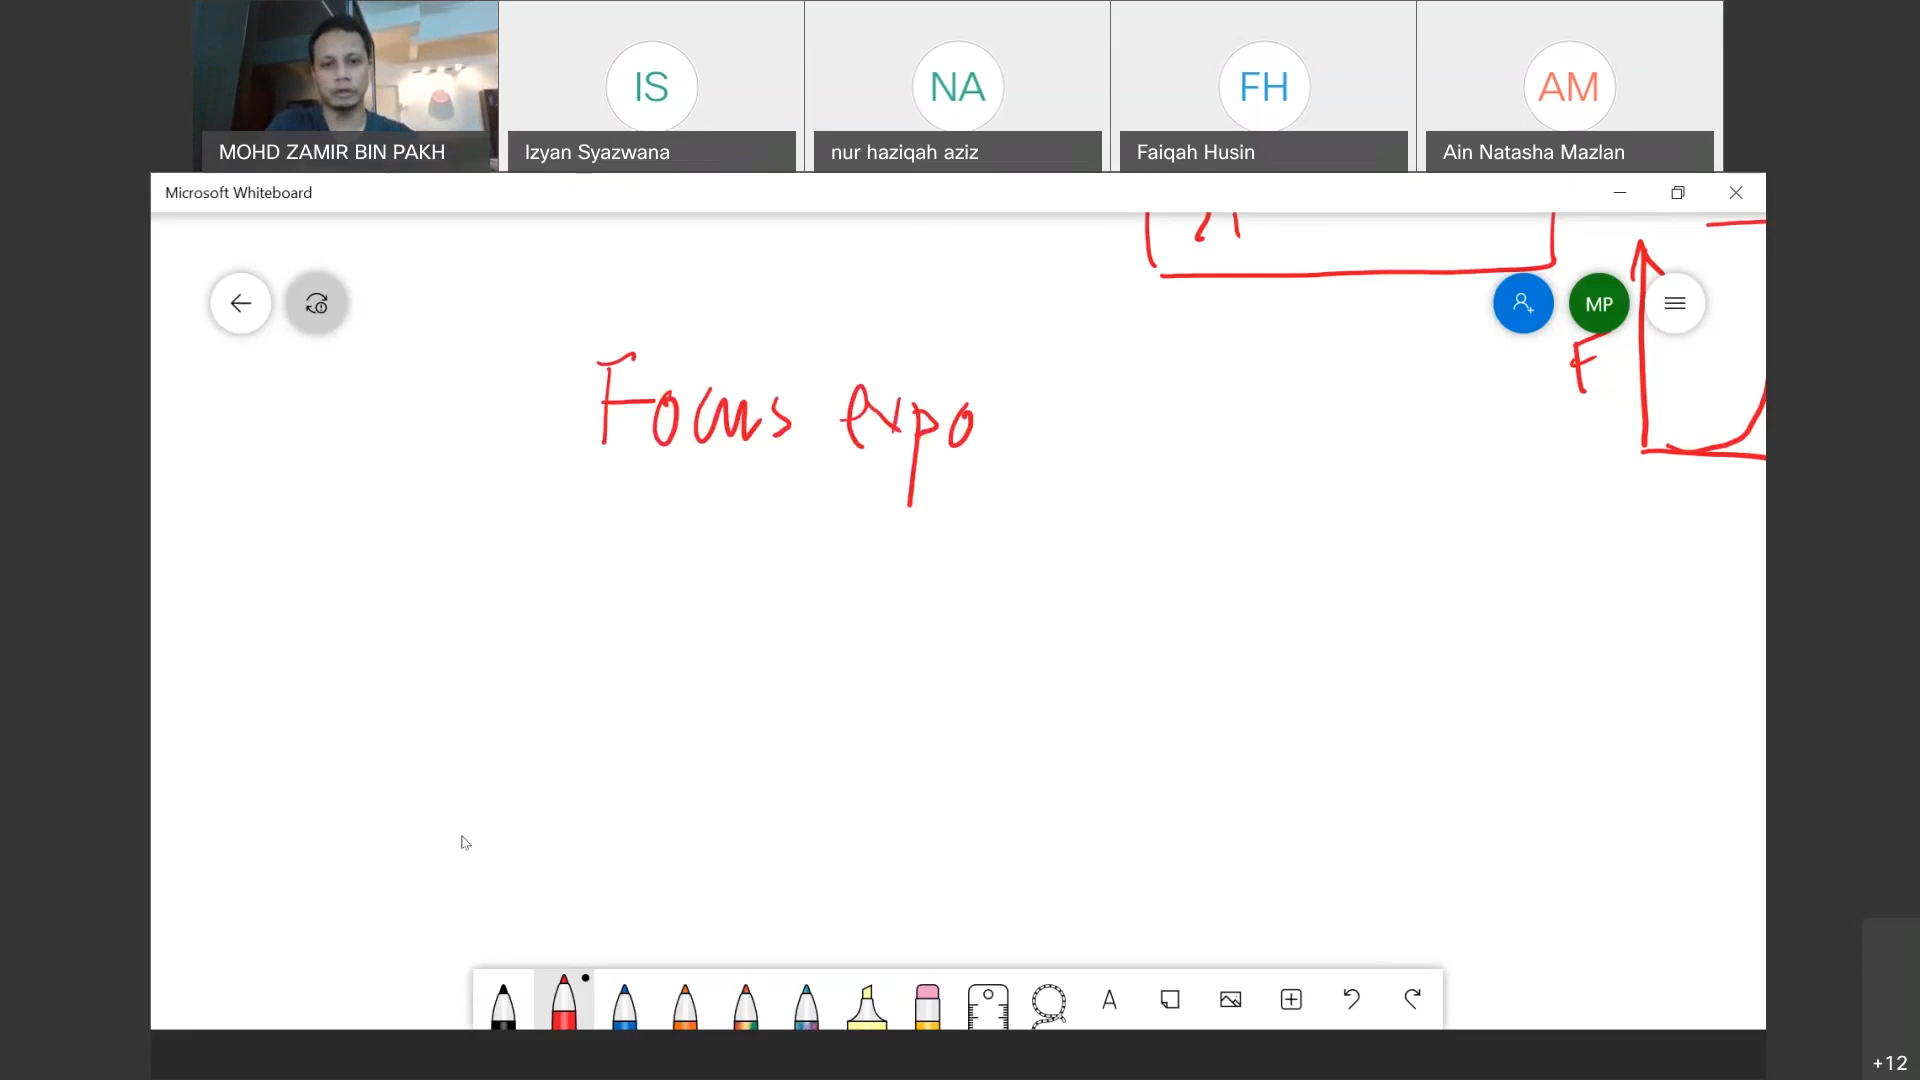 IS
NA
FH
AM
MOHD ZAMIR BIN PAKH
Izyan Syazwana
nur haziqah aziz
Faiqah Husin
Ain Natasha Mazlan
Microsoft Whiteboard
MP
F
Focus expo
A
+12